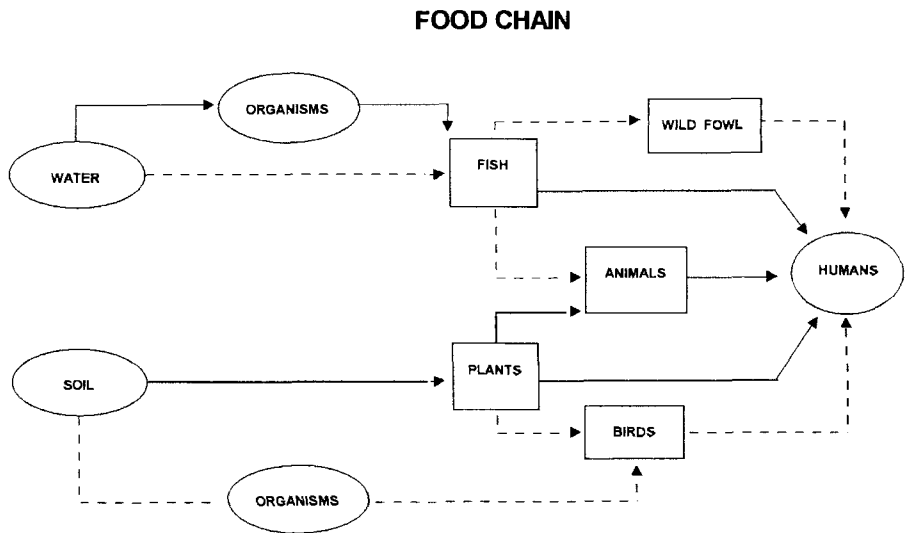 FOOD CHAIN
ORGANISMS
WILD FOWL
FISH
WATER
ANIMALS
HUMANS
PLANTS
SOIL
BIRDS
ORGANISMS